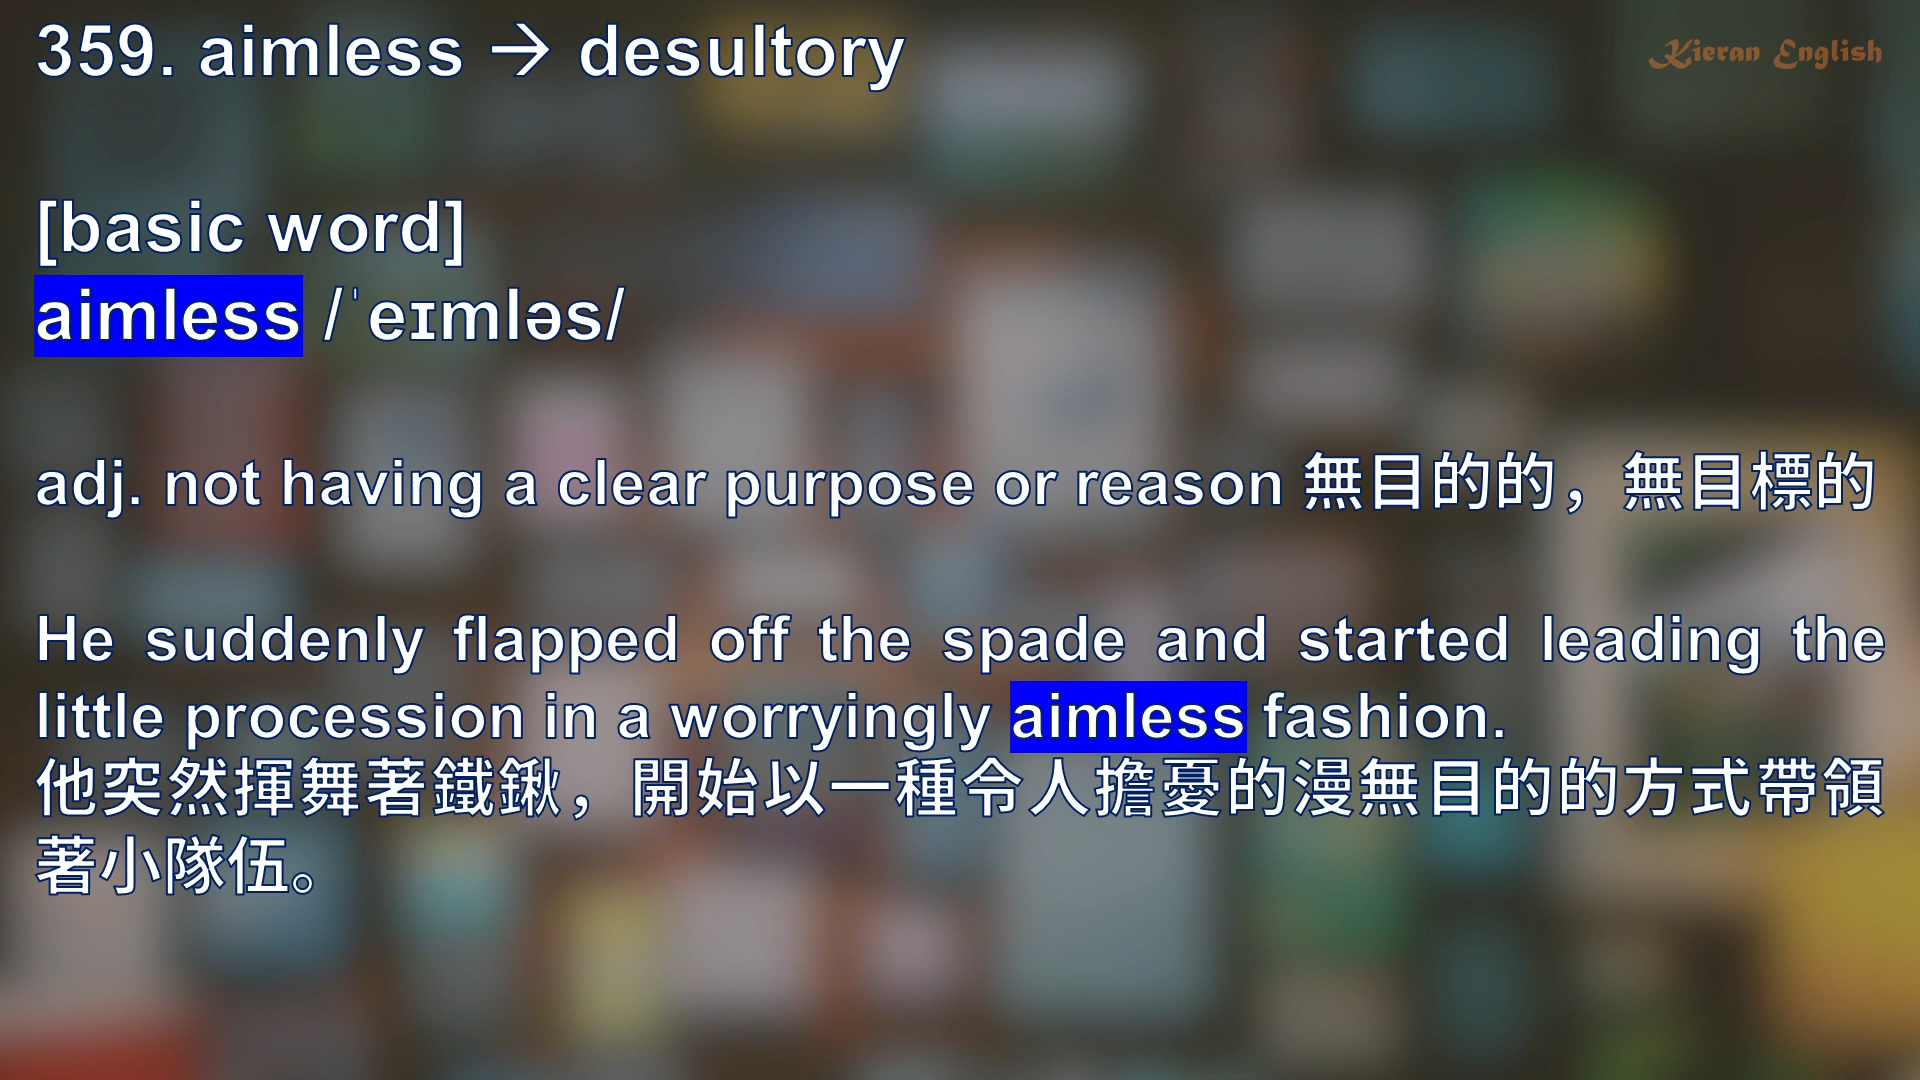 359. aimless → desultory
Kieran English
[basic word]
aimless /ˈeɪmləs/
adj. not having a clear purpose or reason 無目的的，無目標的
He suddenly flapped off the spade and started leading the
little procession in a worryingly aimless fashion.
他突然揮舞著鐵鍬，開始以一種令人擔憂的漫無目的的方式帶領
著小隊伍。